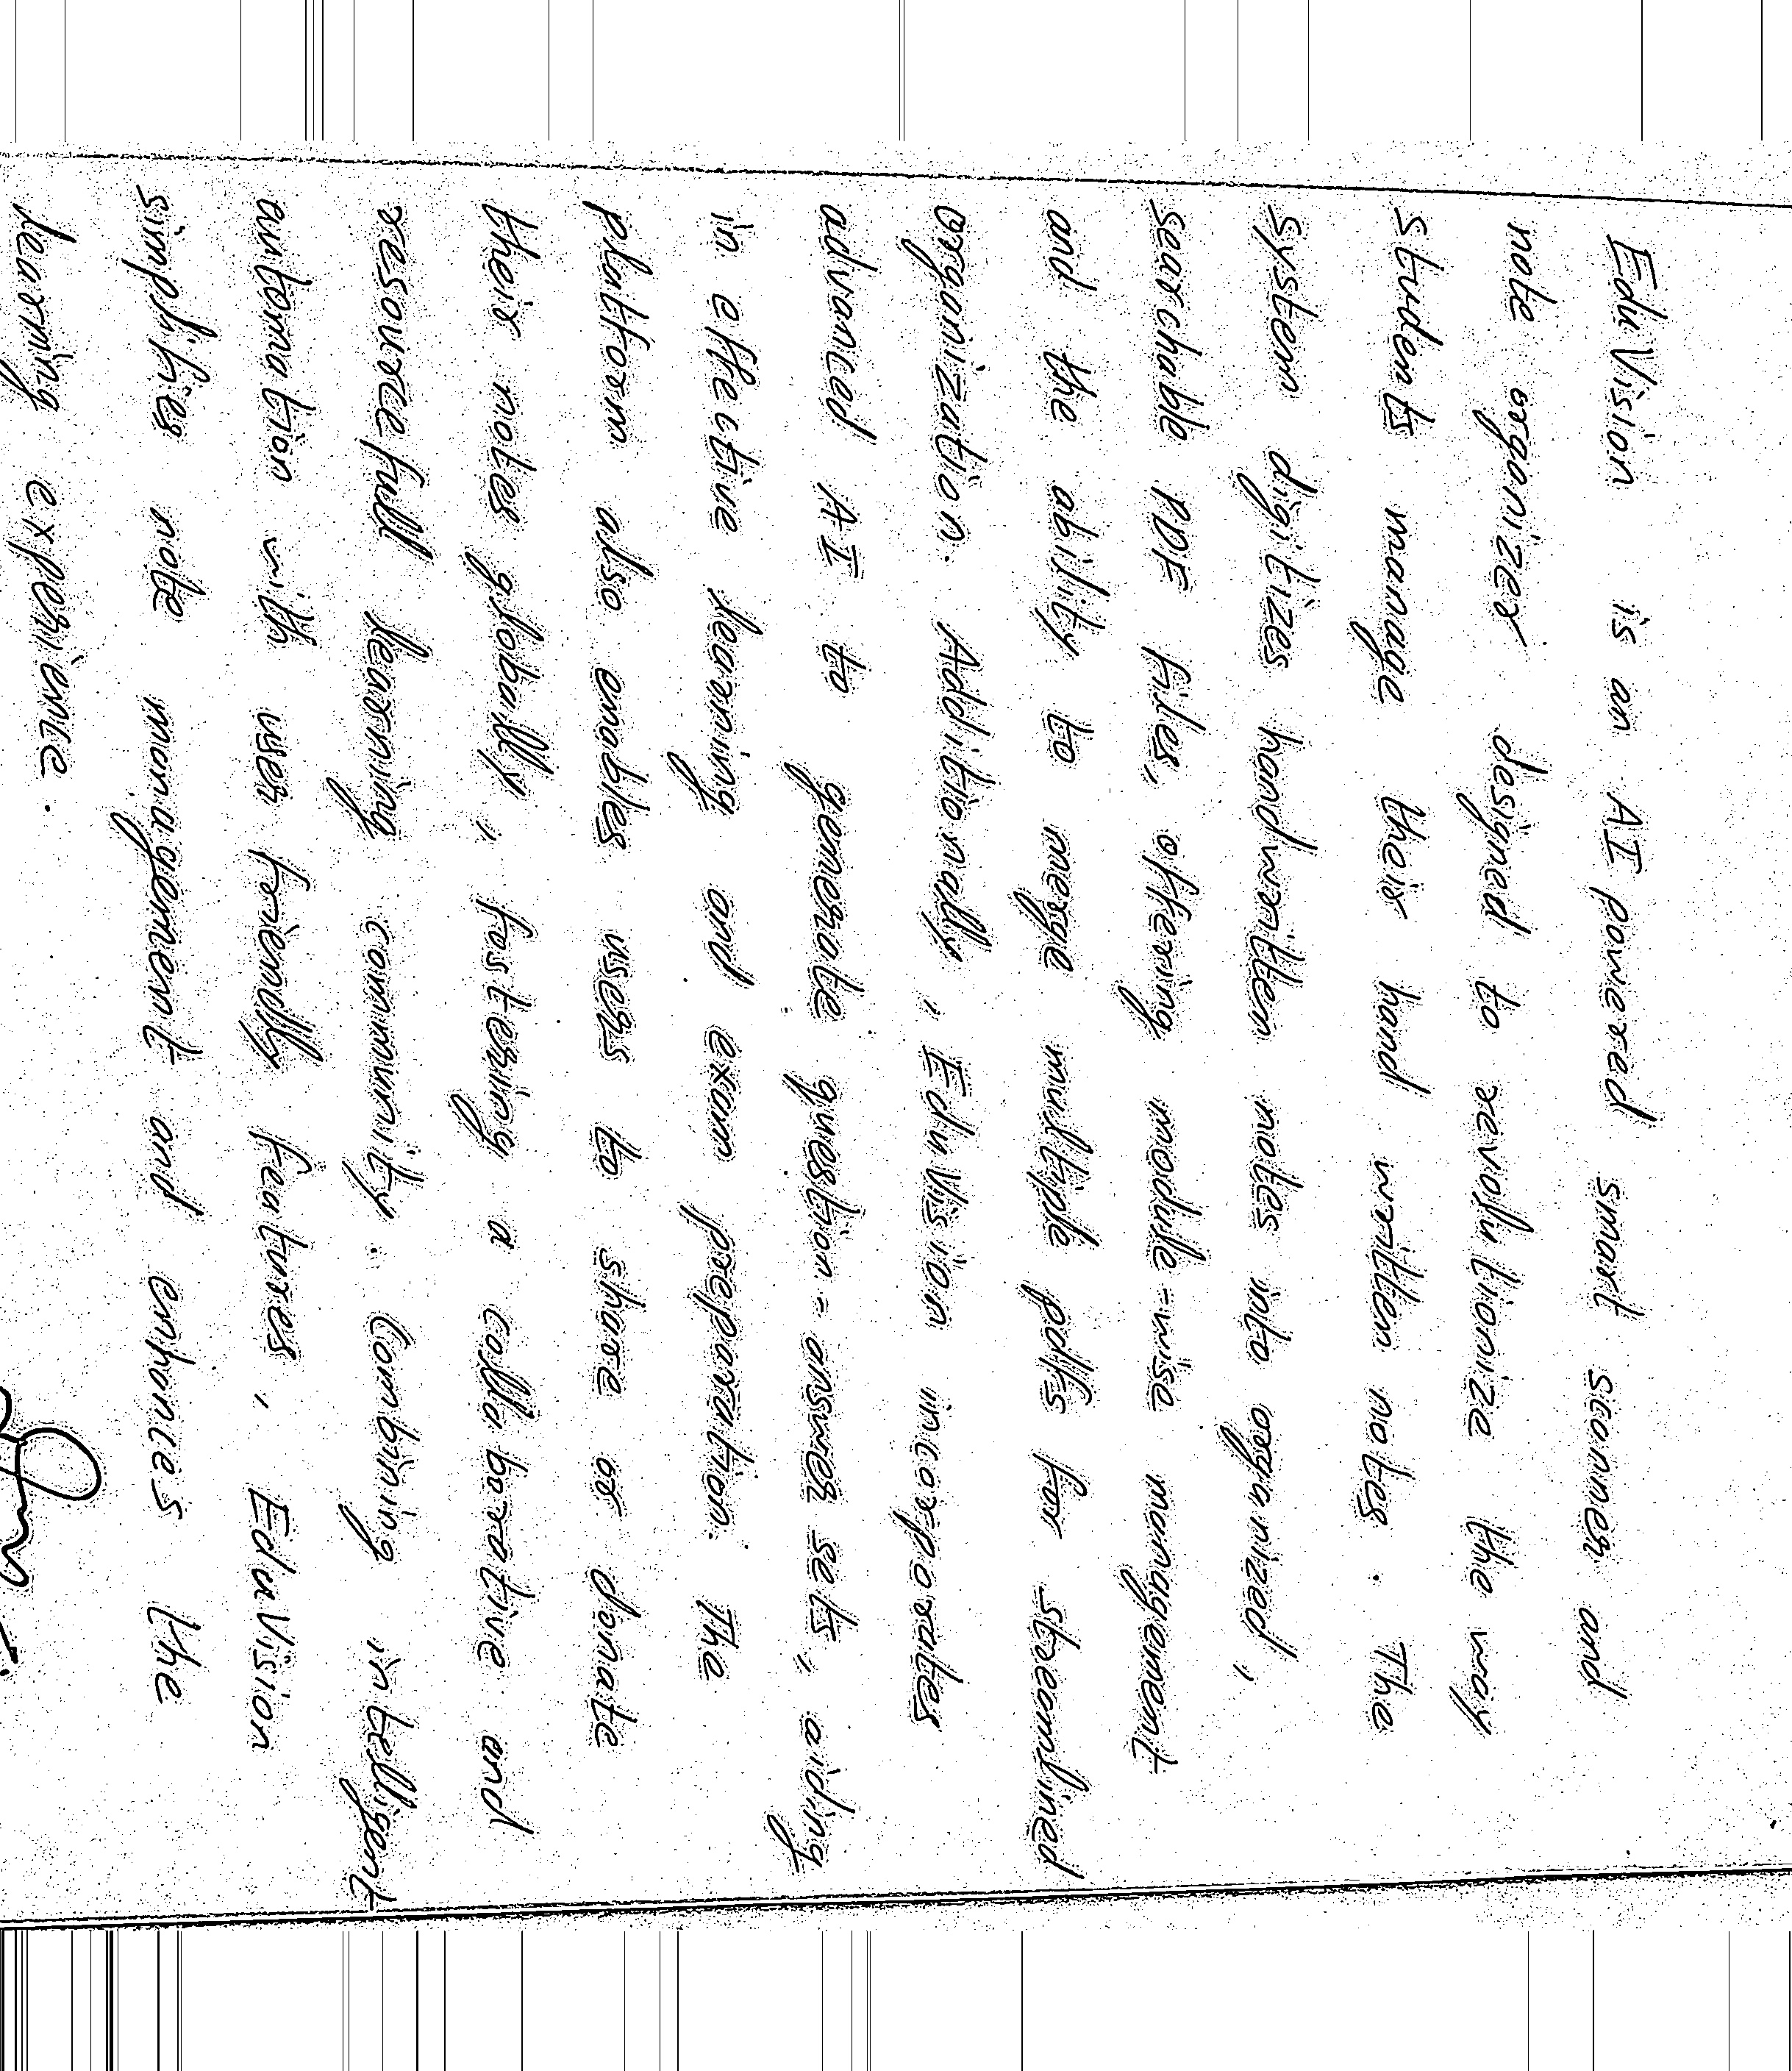 EduVision is an AI powered smart scanner and
note organizer designed to revolutionize the way
students manage their hand written notes. The
system digitizes handwritten notes into organized,
searchable PDF files, offering module-wise management
and the ability to merge multiple pdfs for streamlined
organization. Additionally, EduVision incorporates
advanced AI to generate question-answer sets, aiding
in effective learning and exam preparation. The
platform also enables users to share or donate
their notes globally, fostering a collaborative and
resourcefull learning community. Combining intelligent
automation with user friendly features, EduVision
simplifies note management and enhances the
learning experience.